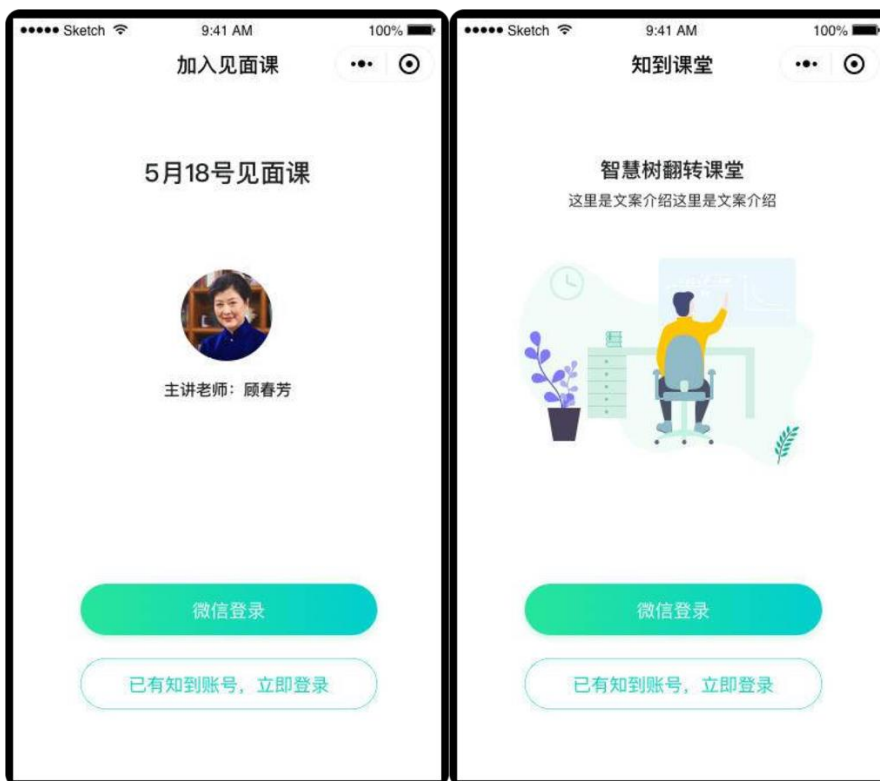 Sketch 9:41 AM 100%
加入见面课
5月18号见面课
主讲老师：顾春芳
微信登录
已有知到账号，立即登录
Sketch 9:41 AM 100%
知到课堂
智慧树翻转课堂
这里是文案介绍这里是文案介绍
微信登录
已有知到账号，立即登录